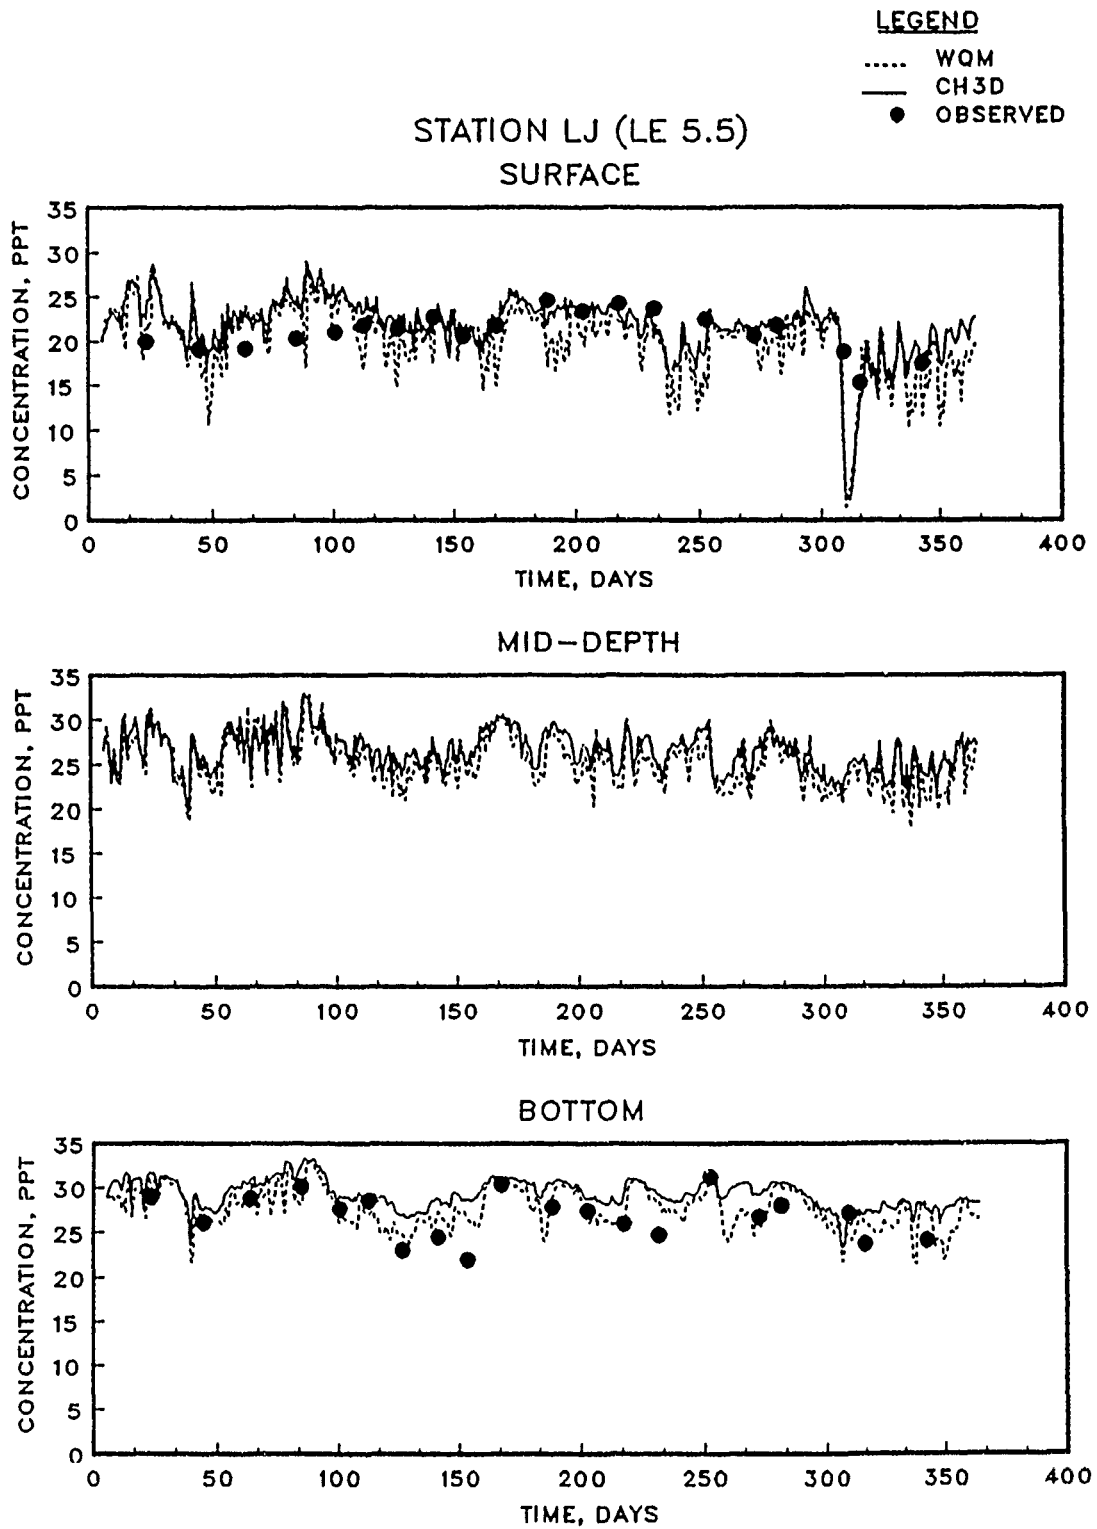 LEGEND
WQM
CH3D
OBSERVED
STATION LJ (LE 5.5)
SURFACE
CONCENTRATION, PPT
35
30
25
20
15
10
5
0
0 50 100 150 200 250 300 350 400
TIME, DAYS
MID-DEPTH
CONCENTRATION, PPT
35
30
25
20
15
10
5
0
0 50 100 150 200 250 300 350 400
TIME, DAYS
BOTTOM
CONCENTRATION, PPT
35
30
25
20
15
10
5
0
0 50 100 150 200 250 300 350 400
TIME, DAYS